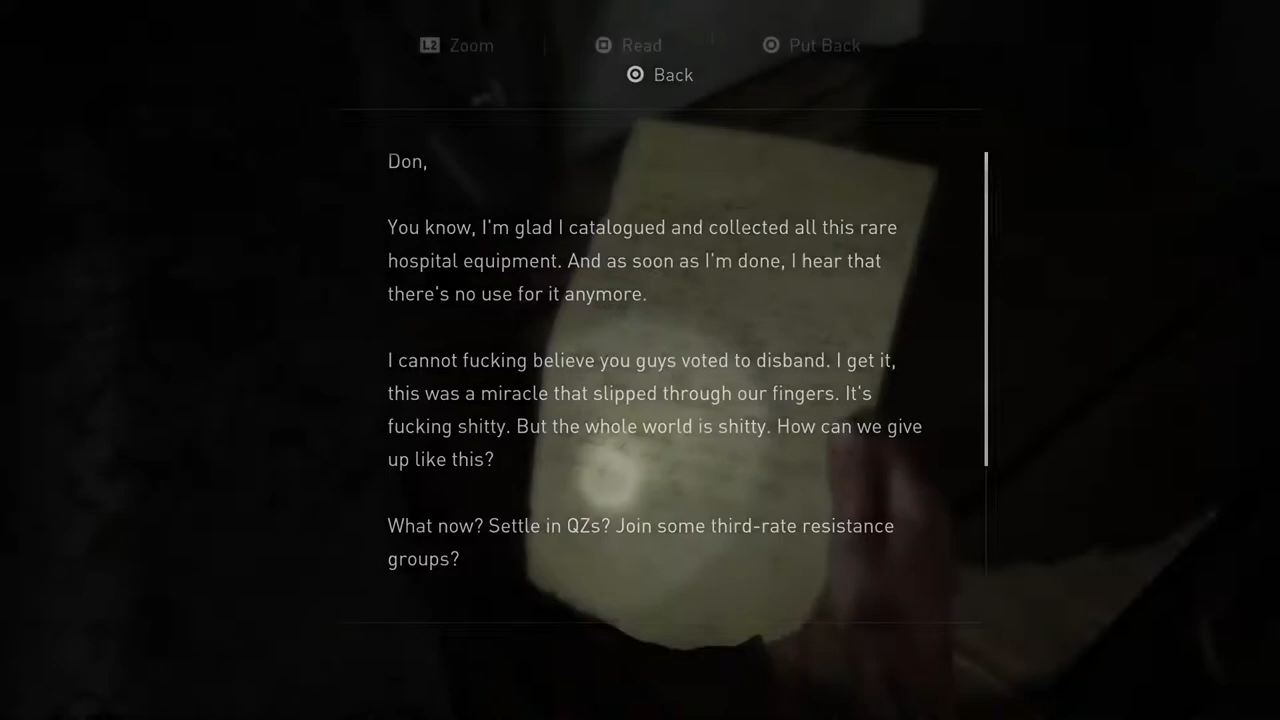 L2 Zoom Read Put Back
Back
Don,
You know, I'm glad I catalogued and collected all this rare
hospital equipment. And as soon as I'm done, I hear that
there's no use for it anymore.
I cannot fucking believe you guys voted to disband. I get it,
this was a miracle that slipped through our fingers. It's
fucking shitty. But the whole world is shitty. How can we give
up like this?
What now? Settle in QZs? Join some third-rate resistance
groups?